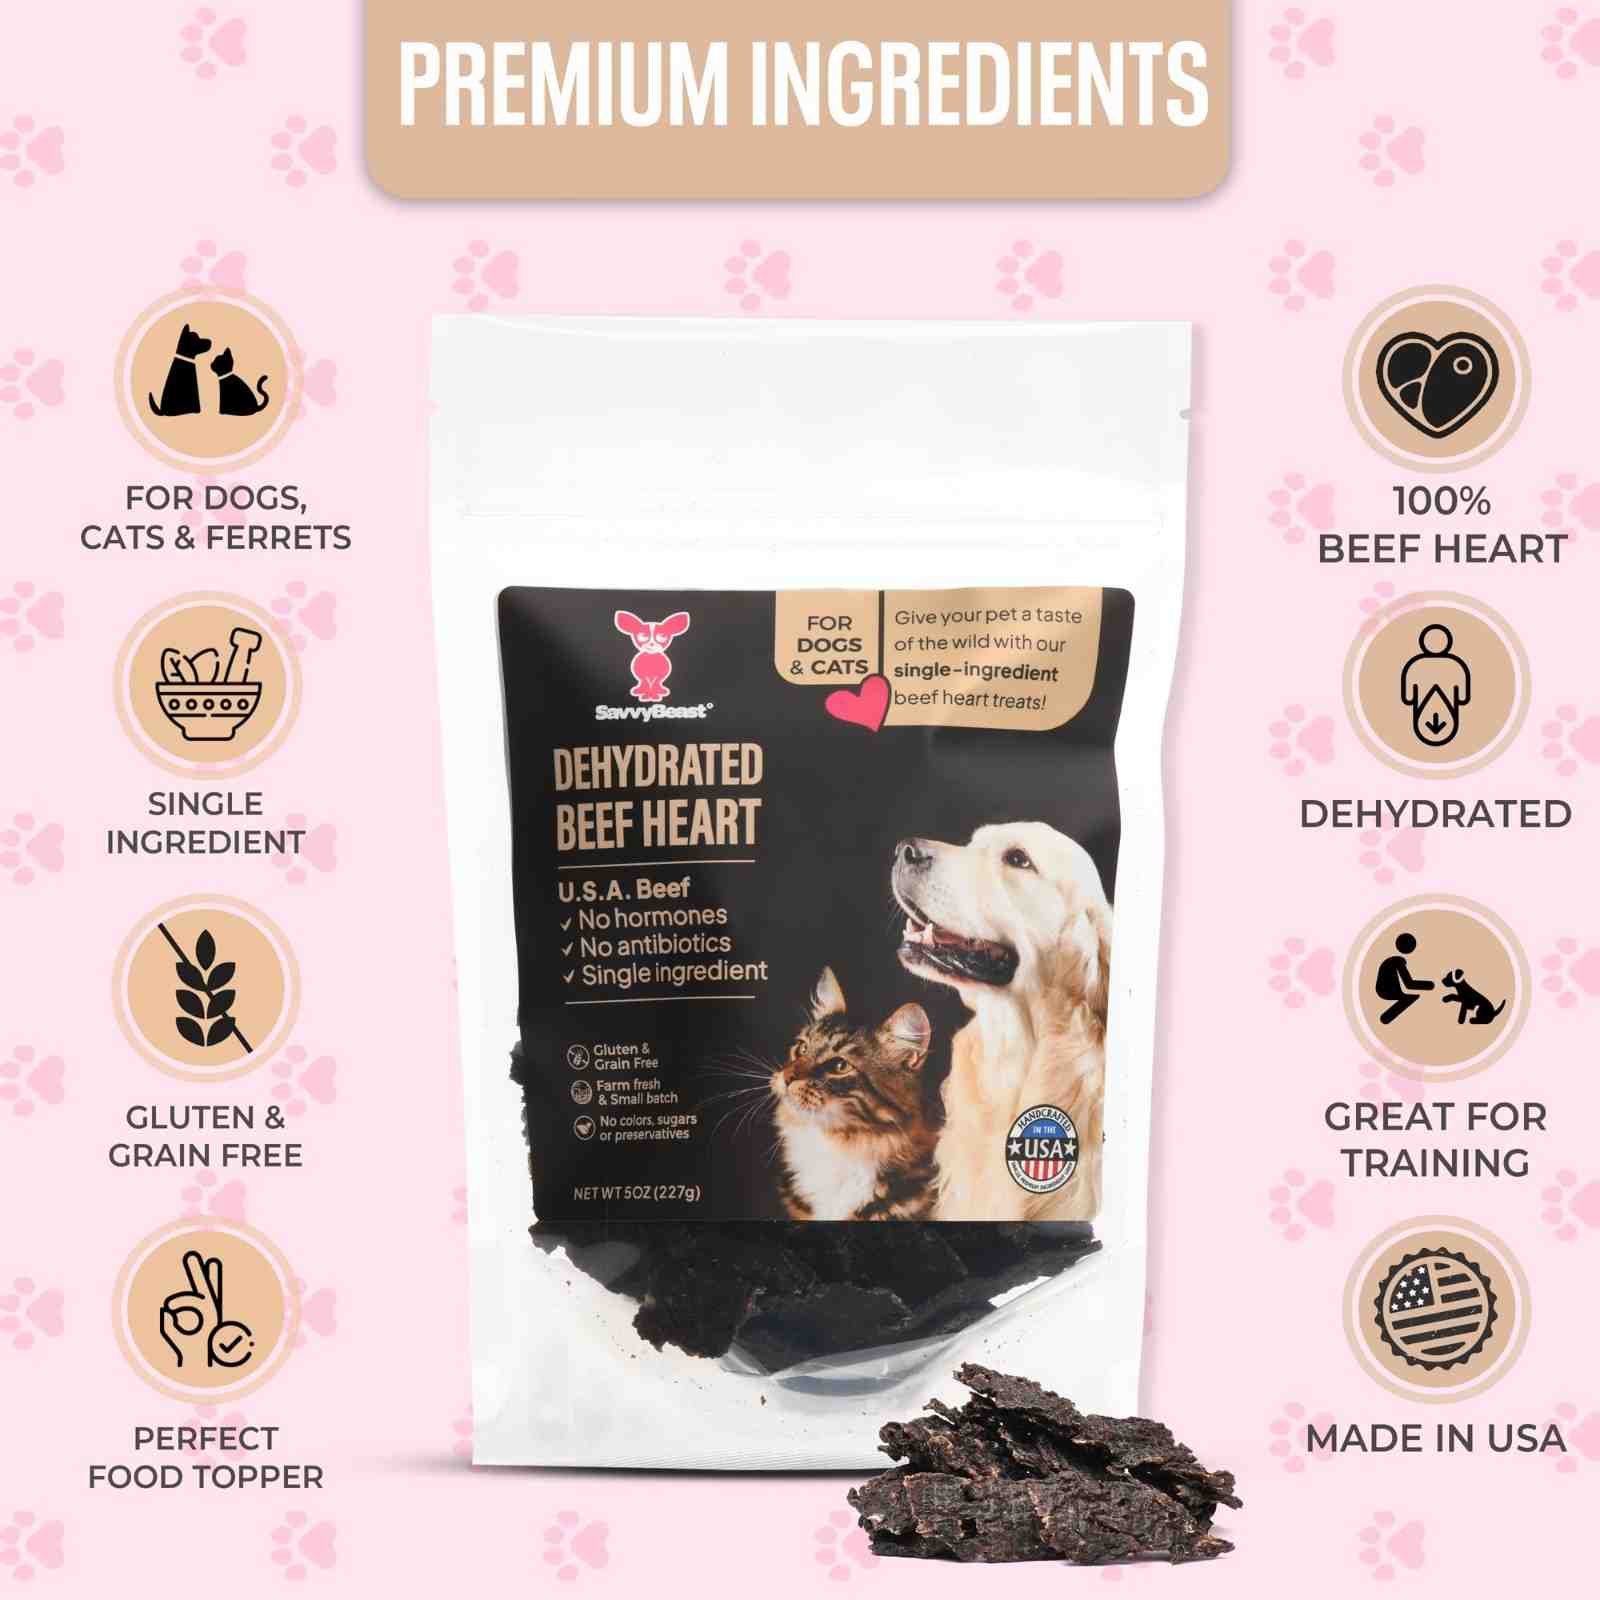 PREMIUM INGREDIENTS
FOR DOGS,
CATS & FERRETS
SINGLE
INGREDIENT
GLUTEN &
GRAIN FREE
PERFECT
FOOD TOPPER
SavvyBeast
FOR
DOGS
& CATS
Give your pet a taste
of the wild with our
single-ingredient
beef heart treats!
DEHYDRATED
BEEF HEART
U.S.A. Beef
✓ No hormones
✓ No antibiotics
✓ Single ingredient
Gluten &
Grain Free
Farm fresh
& Small batch
No colors, sugars
or preservatives
NET WT 5OZ (227g)
HANDCRAFTED
IN THE
USA
100%
BEEF HEART
DEHYDRATED
GREAT FOR
TRAINING
MADE IN USA